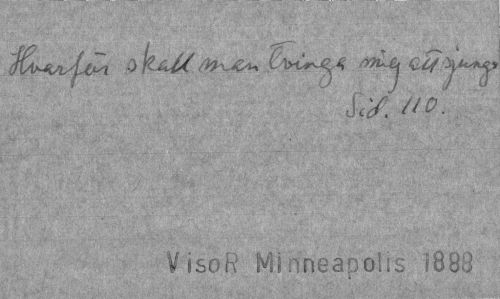 Hvarför skall man tvinga mig att sjunga
Sid. 110.
VisoR Minneapolis 1888